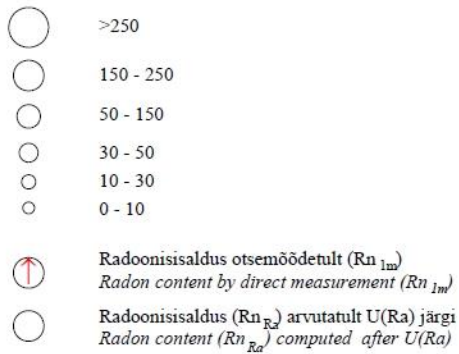 >250
150 - 250
50 - 150
30 - 50
10 - 30
0 - 10
Radoonisisaldus otsemõõdetult (Rn 1m)
Radon content by direct measurement (Rn 1m)
Radoonisisaldus (Rn Ra) arvutatult U(Ra) järgi
Radon content (Rn Ra) computed after U(Ra)